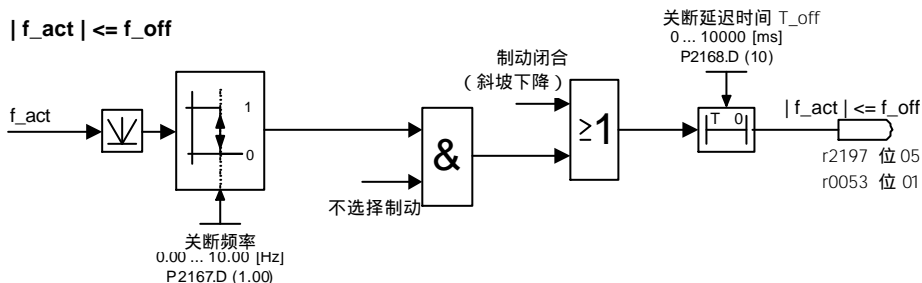 | f_act | <= f_off
关断延迟时间 T_off
0 ... 10000 [ms]
P2168.D (10)
制动闭合
（斜坡下降）
f_act
1
0
&
≥1
T 0
| f_act | <= f_off
r2197 位 05
r0053 位 01
不选择制动
关断频率
0.00 ... 10.00 [Hz]
P2167.D (1.00)